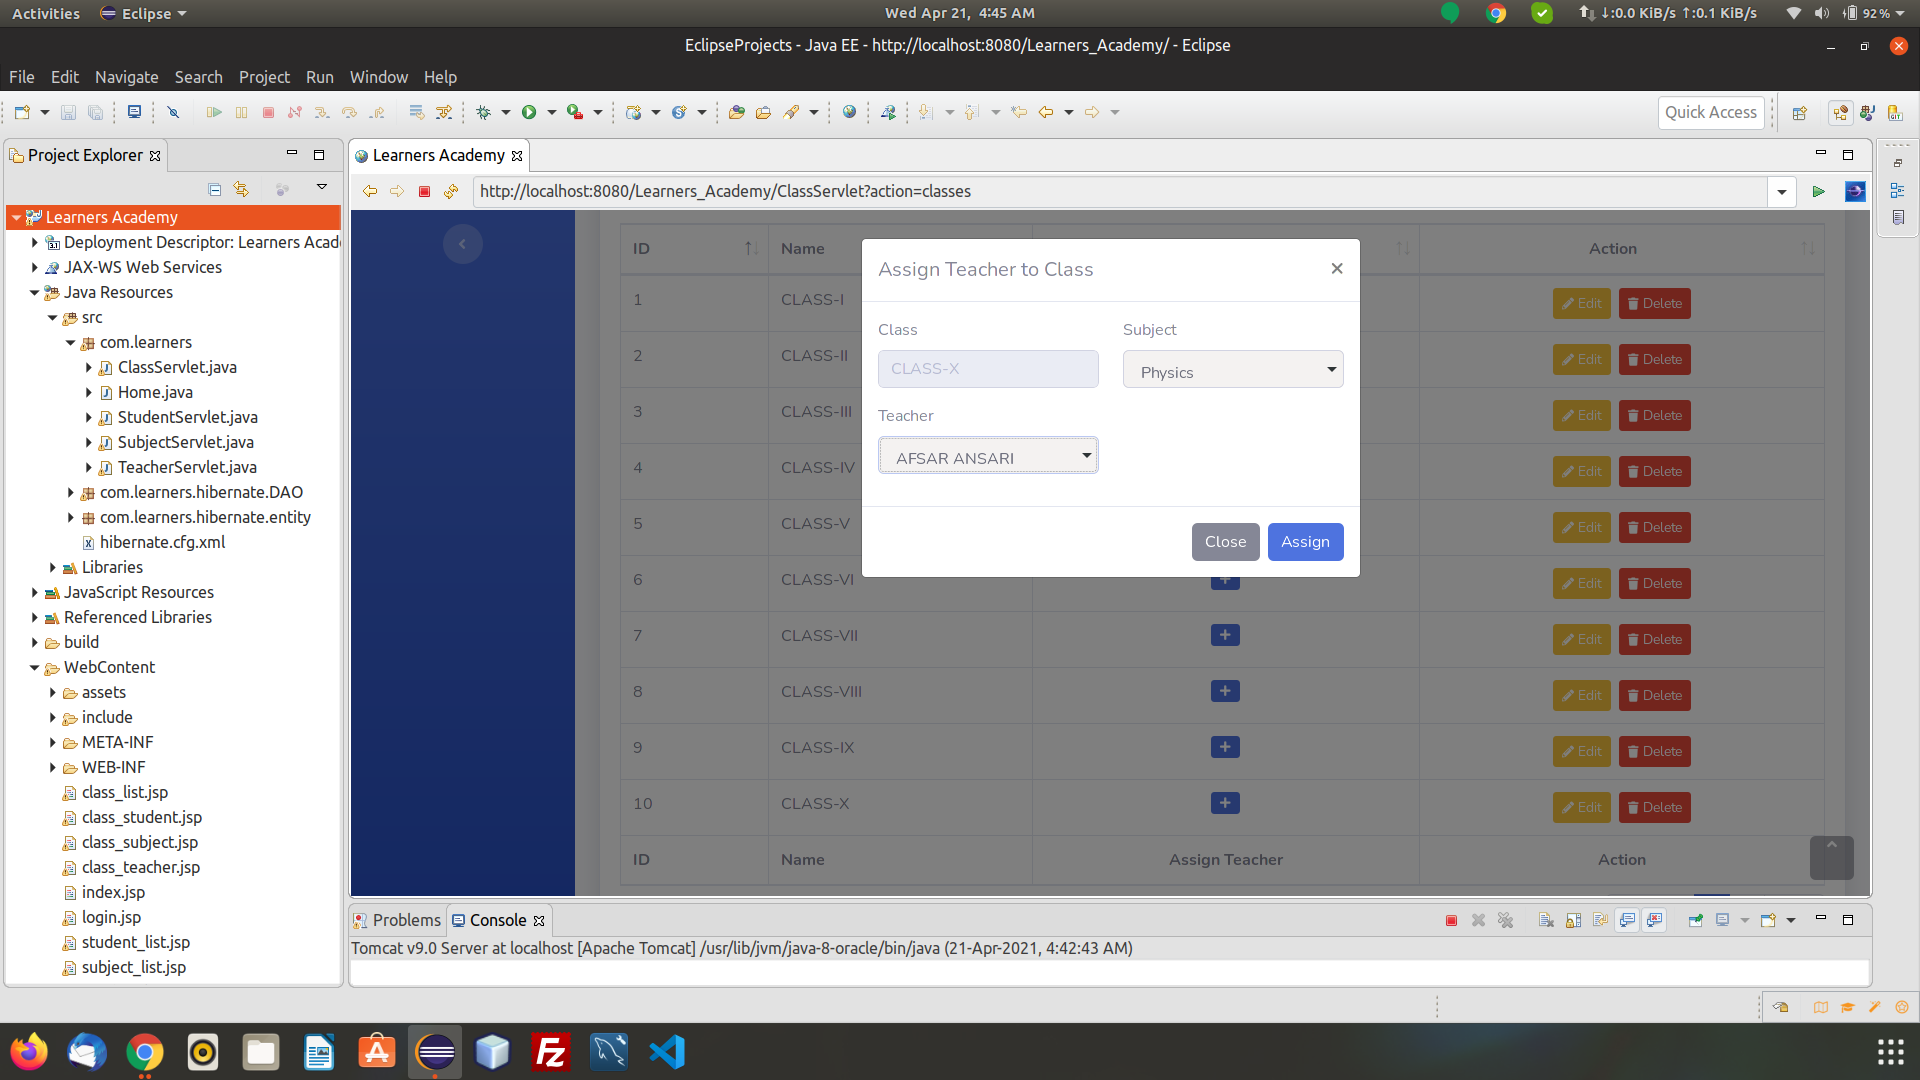 Activities Eclipse Wed Apr 21, 4:45 AM ↓:0.0 KiB/s ↑:0.1 KiB/s 92 %
EclipseProjects - Java EE - http://localhost:8080/Learners_Academy/ - Eclipse
File Edit Navigate Search Project Run Window Help
Quick Access
Project Explorer
Learners Academy
Deployment Descriptor: Learners Acad
JAX-WS Web Services
Java Resources
src
com.learners
ClassServlet.java
Home.java
StudentServlet.java
SubjectServlet.java
TeacherServlet.java
com.learners.hibernate.DAO
com.learners.hibernate.entity
hibernate.cfg.xml
Libraries
JavaScript Resources
Referenced Libraries
build
WebContent
assets
include
META-INF
WEB-INF
class_list.jsp
class_student.jsp
class_subject.jsp
class_teacher.jsp
index.jsp
login.jsp
student_list.jsp
subject_list.jsp
Learners Academy
http://localhost:8080/Learners_Academy/ClassServlet?action=classes
ID Name Action
1 CLASS-I Edit Delete
2 CLASS-II Edit Delete
3 CLASS-III Edit Delete
4 CLASS-IV Edit Delete
5 CLASS-V Edit Delete
6 CLASS-VI Edit Delete
7 CLASS-VII Edit Delete
8 CLASS-VIII Edit Delete
9 CLASS-IX Edit Delete
10 CLASS-X Edit Delete
ID Name Assign Teacher Action
Assign Teacher to Class
Class Subject
CLASS-X Physics
Teacher
AFSAR ANSARI
Close Assign
Problems Console
Tomcat v9.0 Server at localhost [Apache Tomcat] /usr/lib/jvm/java-8-oracle/bin/java (21-Apr-2021, 4:42:43 AM)